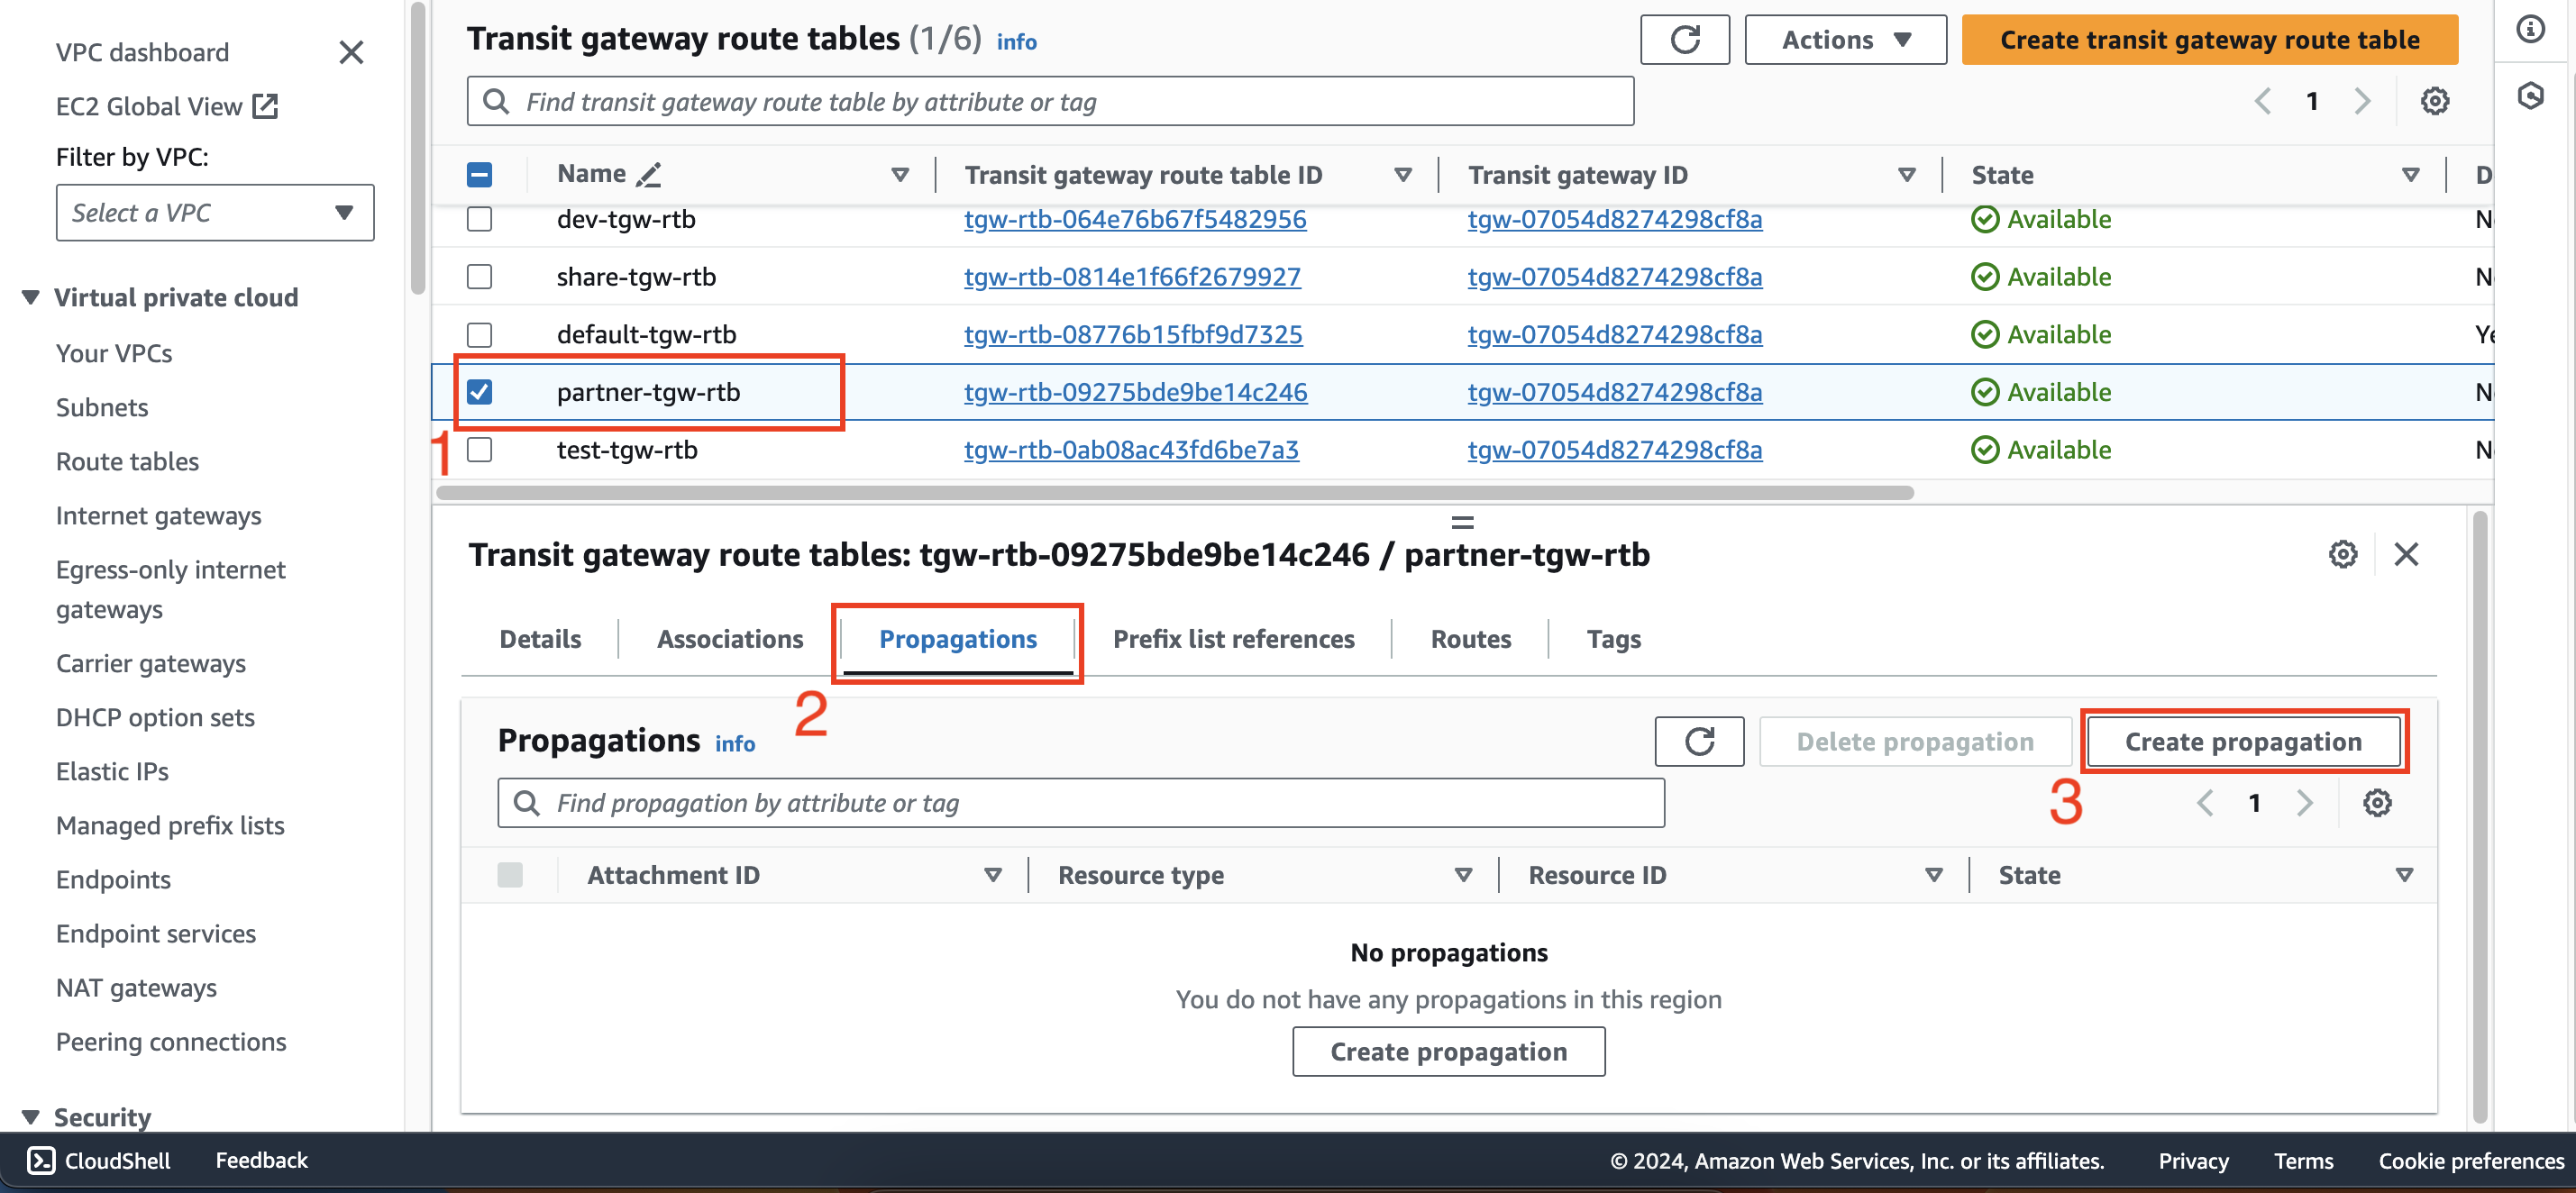 VPC dashboard
EC2 Global View
Filter by VPC:
Select a VPC
Virtual private cloud
Your VPCs
Subnets
Route tables
Internet gateways
Egress-only internet
gateways
Carrier gateways
DHCP option sets
Elastic IPs
Managed prefix lists
Endpoints
Endpoint services
NAT gateways
Peering connections
Security
Transit gateway route tables (1/6) info
Actions
Create transit gateway route table
Find transit gateway route table by attribute or tag
1
Name Transit gateway route table ID Transit gateway ID State D
dev-tgw-rtb tgw-rtb-064e76b67f5482956 tgw-07054d8274298cf8a Available N
share-tgw-rtb tgw-rtb-0814e1f66f2679927 tgw-07054d8274298cf8a Available N
default-tgw-rtb tgw-rtb-08776b15fbf9d7325 tgw-07054d8274298cf8a Available Ye
partner-tgw-rtb tgw-rtb-09275bde9be14c246 tgw-07054d8274298cf8a Available N
1
test-tgw-rtb tgw-rtb-0ab08ac43fd6be7a3 tgw-07054d8274298cf8a Available N
Transit gateway route tables: tgw-rtb-09275bde9be14c246 / partner-tgw-rtb
Details Associations Propagations Prefix list references Routes Tags
2
Propagations info
Delete propagation
Create propagation
3
Find propagation by attribute or tag
1
Attachment ID Resource type Resource ID State
No propagations
You do not have any propagations in this region
Create propagation
CloudShell Feedback © 2024, Amazon Web Services, Inc. or its affiliates. Privacy Terms Cookie preferences